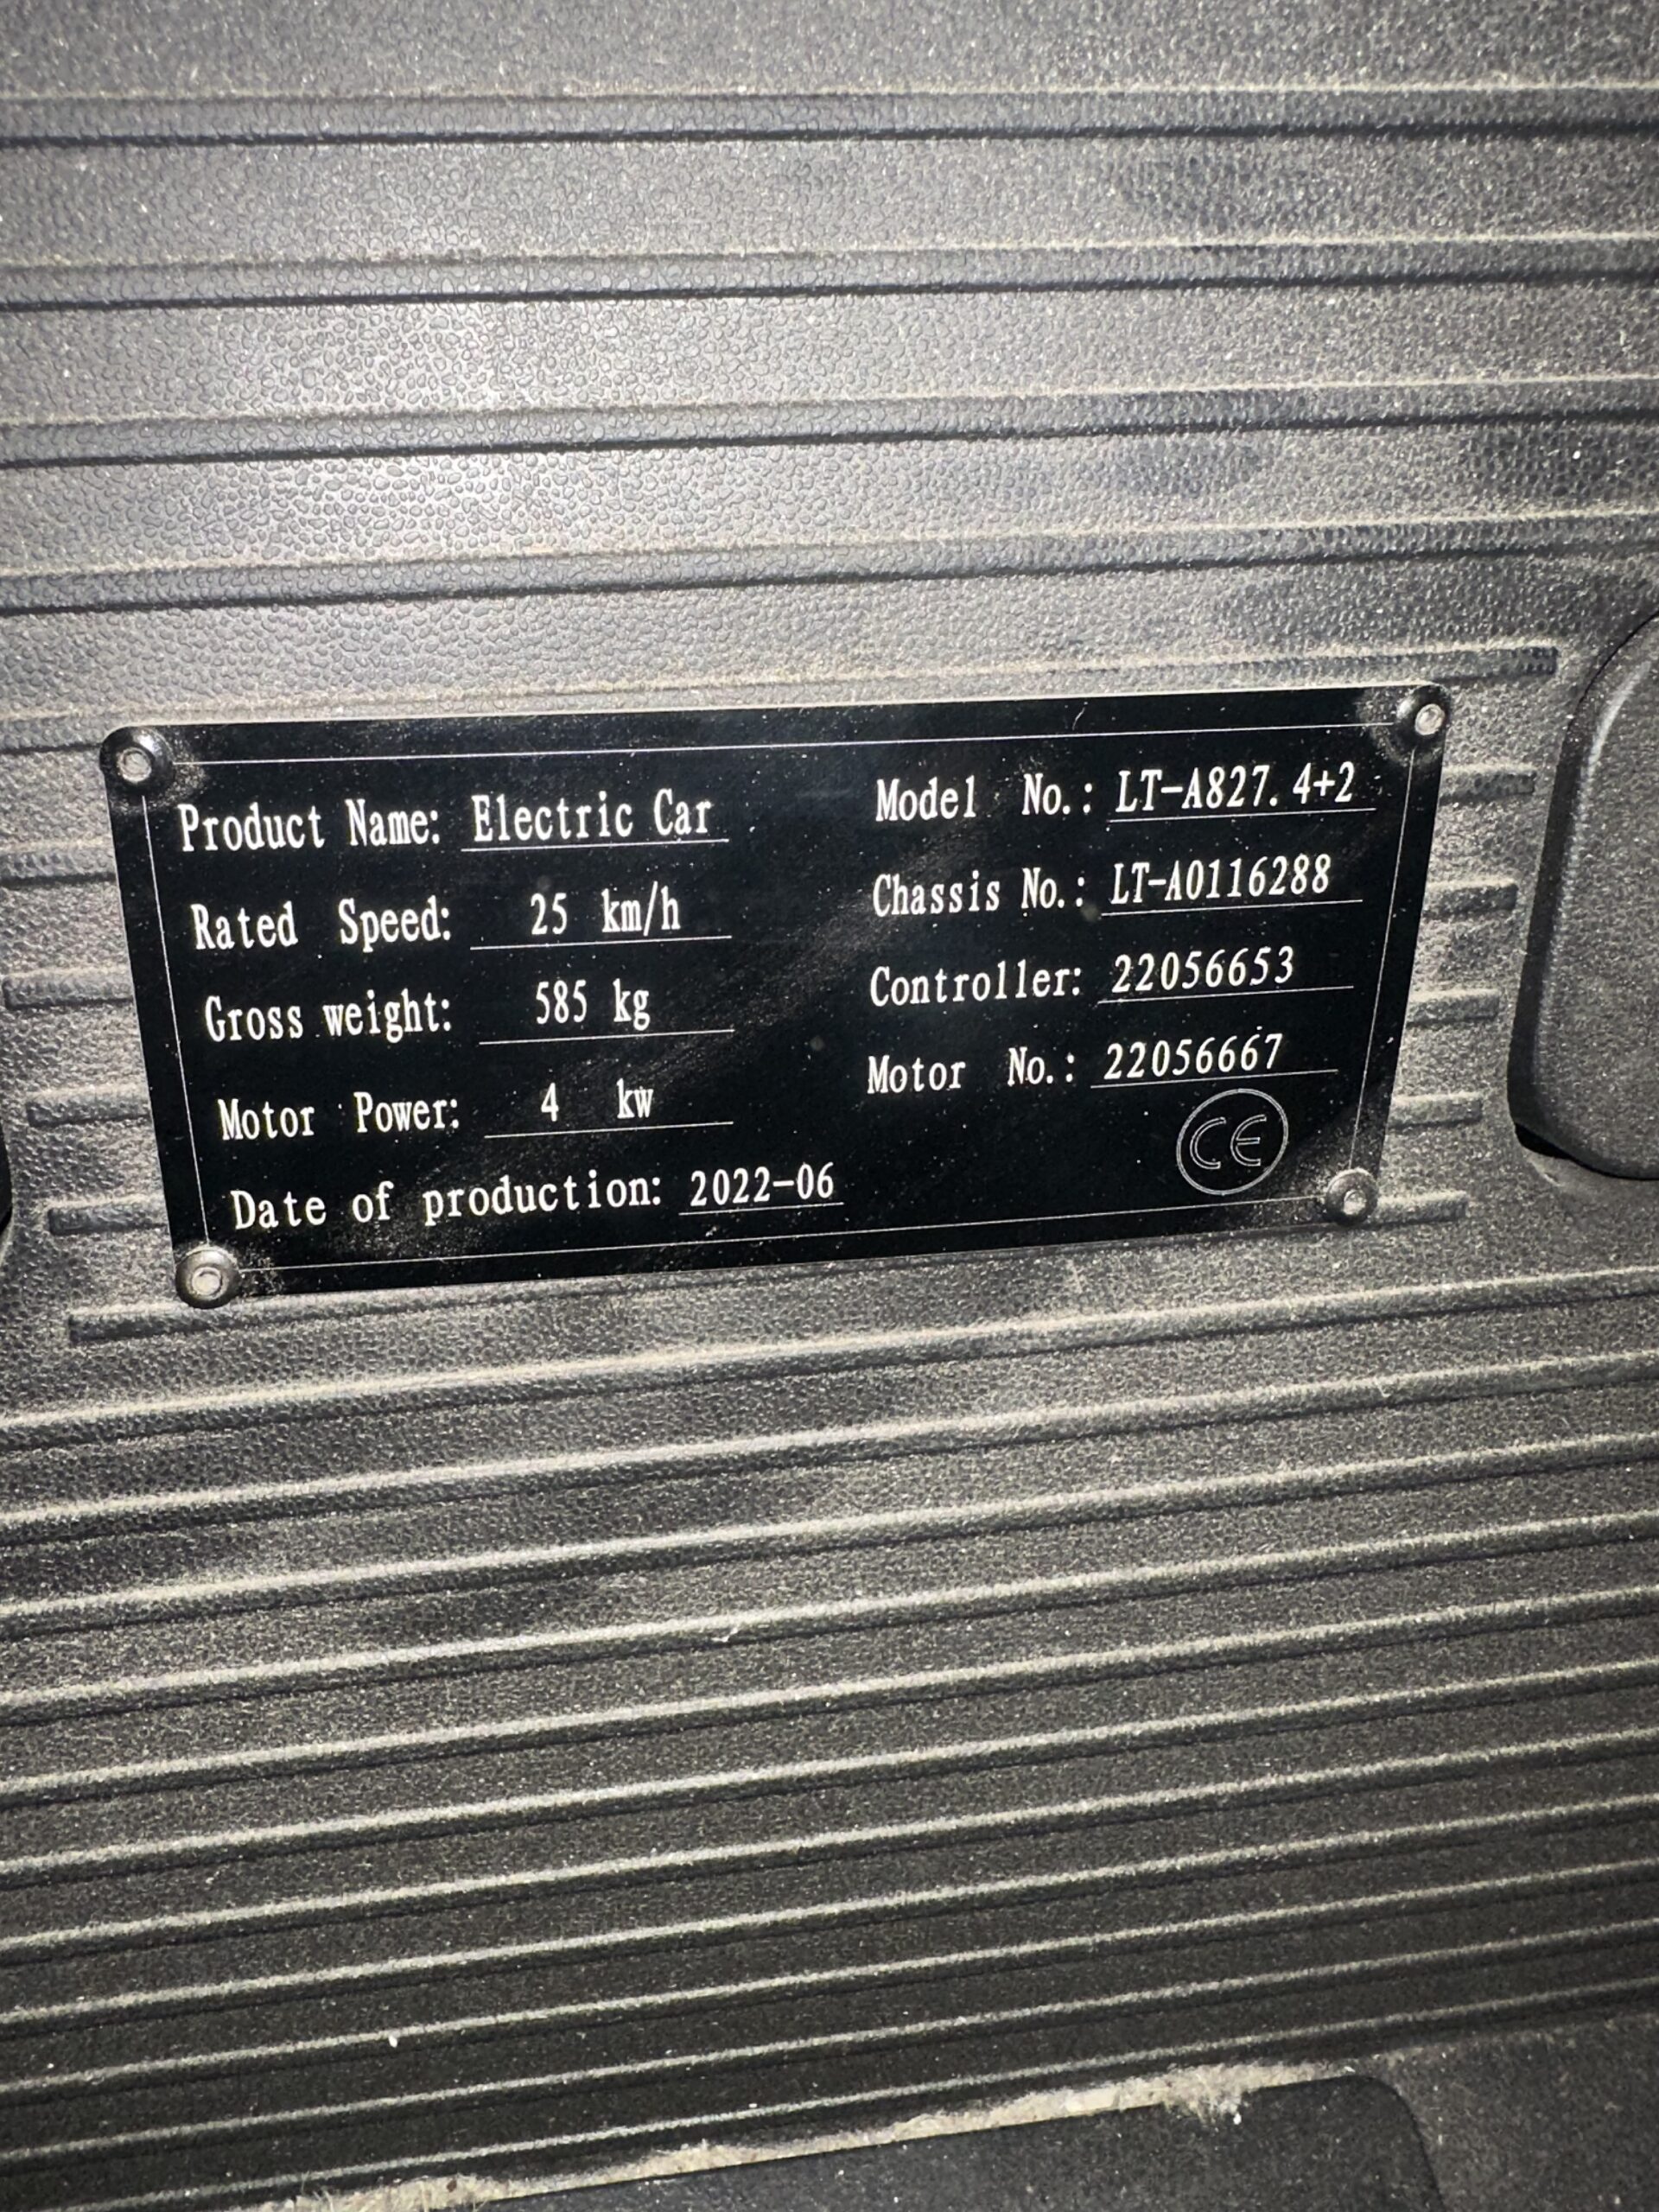 Product Name: Electric Car
Rated Speed: 25 km/h
Gross weight: 585 kg
Motor Power: 4 kw
Date of production: 2022-06
Model No.: LT-A827.4+2
Chassis No.: LT-A0116288
Controller: 22056653
Motor No.: 22056667
CE